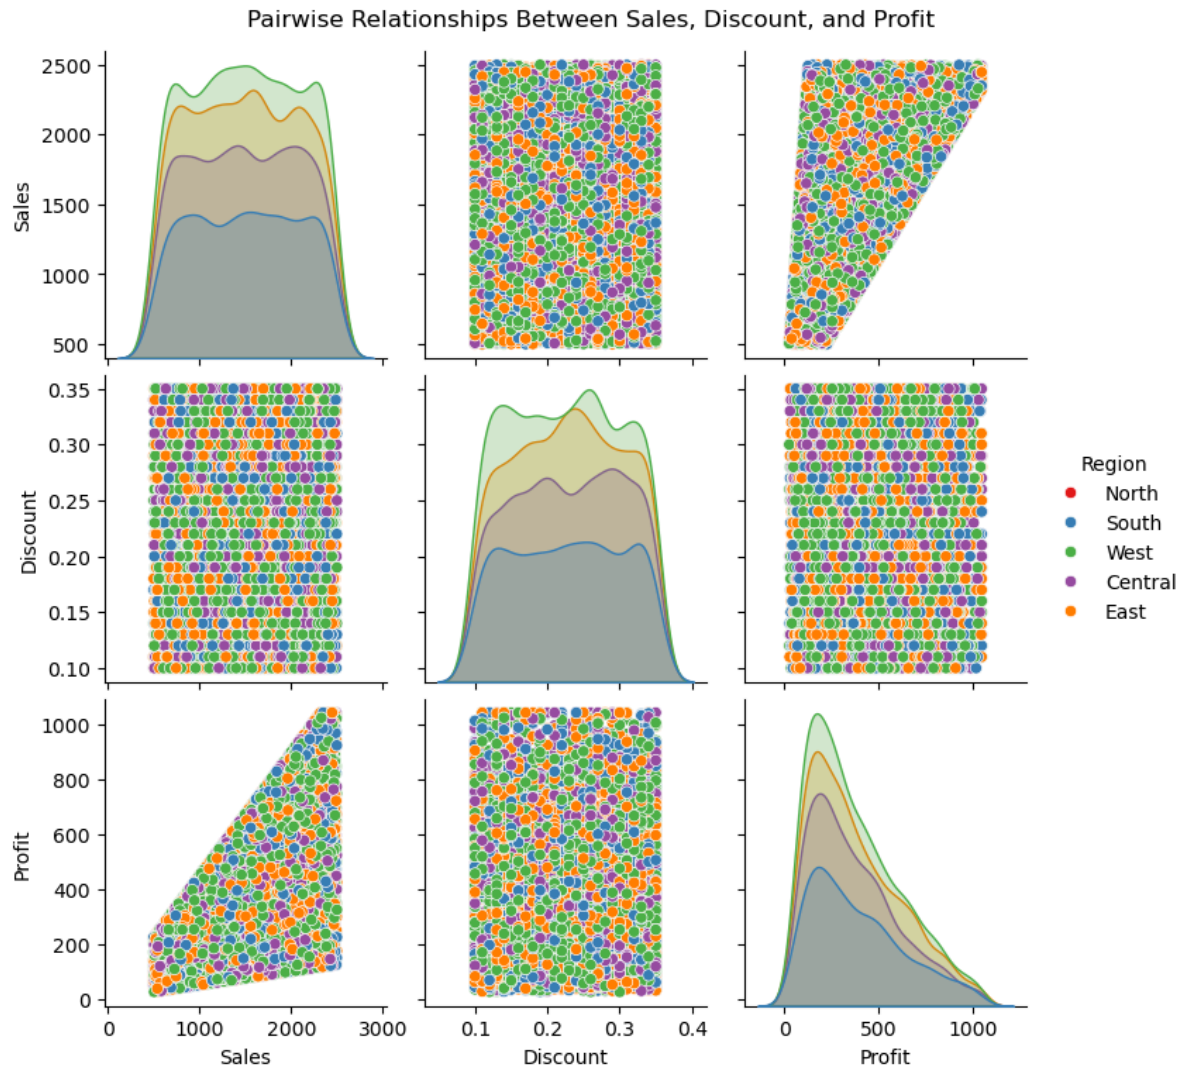 Pairwise Relationships Between Sales, Discount, and Profit
2500
2000
1500
1000
500
Sales
0.35
0.30
0.25
0.20
0.15
0.10
Discount
Region
North
South
West
Central
East
1000
800
600
400
200
0
Profit
0 1000 2000 3000
0.1 0.2 0.3 0.4
0 500 1000
Sales Discount Profit